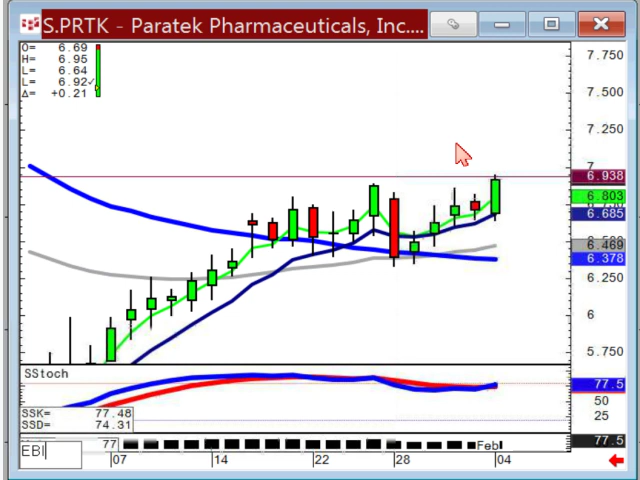 S.PRTK - Paratek Pharmaceuticals, Inc....
O= 6.69
H= 6.95
L= 6.64
L= 6.92✓
Δ= +0.21
7.750
7.500
7.250
7
6.938
6.803
6.685
6.469
6.378
6.250
6
5.750
SStoch
77.5
50
25
SSK= 77.48
SSD= 74.31
77
Feb
77.5
EBI
07 14 22 28 04